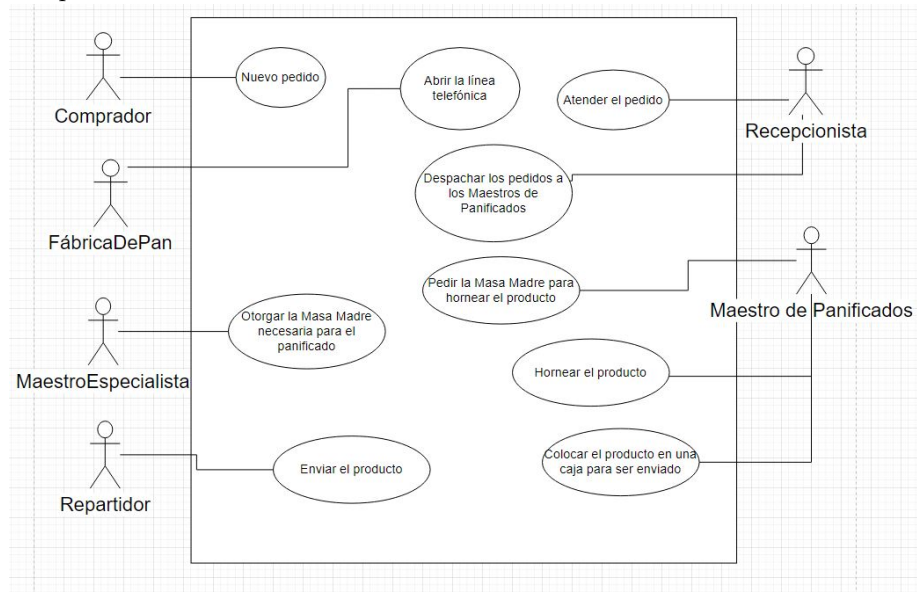 Nuevo pedido
Abrir la línea
telefónica
Atender el pedido
Comprador
Recepcionista
Despachar los pedidos a
los Maestros de
Panificados
FábricaDePan
Pedir la Masa Madre para
hornear el producto
Maestro de Panificados
Otorgar la Masa Madre
necesaria para el
panificado
MaestroEspecialista
Hornear el producto
Colocar el producto en una
caja para ser enviado
Enviar el producto
Repartidor